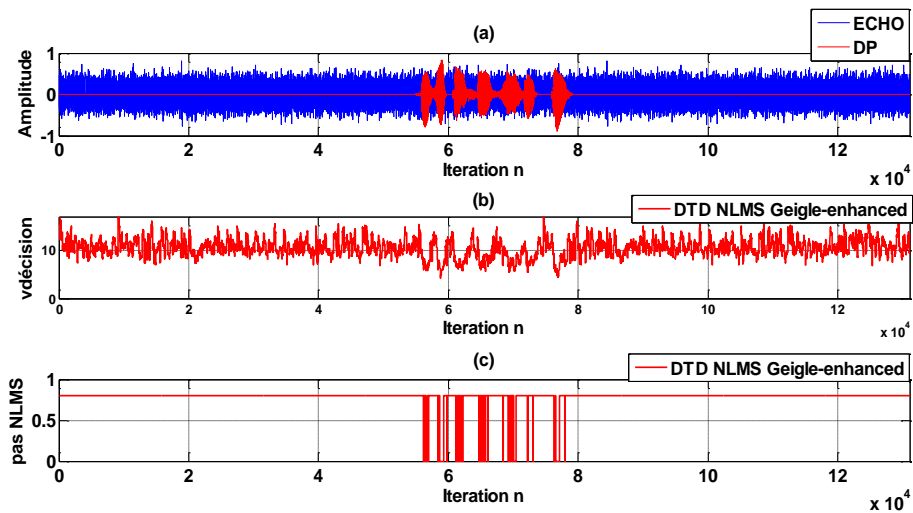 (a)
ECHO
DP
Amplitude
1
0
-1
0 2 4 6 8 10 12
Iteration n
x 10^4
(b)
DTD NLMS Geigle-enhanced
vdécision
10
0
0 2 4 6 8 10 12
Iteration n
x 10^4
(c)
DTD NLMS Geigle-enhanced
pas NLMS
1
0.5
0
0 2 4 6 8 10 12
Iteration n
x 10^4